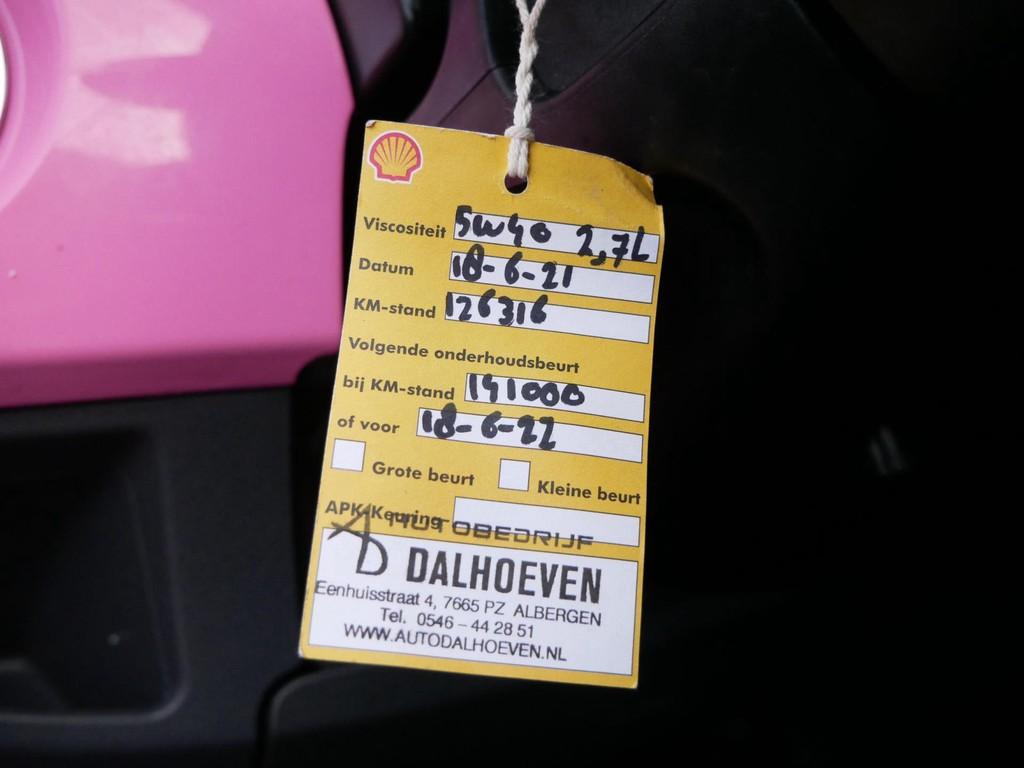 Viscositeit 5W40 2,7L
Datum 18-6-21
KM-stand 126316
Volgende onderhoudsbeurt
bij KM-stand 141000
of voor 18-6-22
Grote beurt Kleine beurt
APK-Keuring
AD AUTOBEDRIJF
DALHOEVEN
Eenhuisstraat 4, 7665 PZ ALBERGEN
Tel. 0546 – 44 28 51
WWW.AUTODALHOEVEN.NL